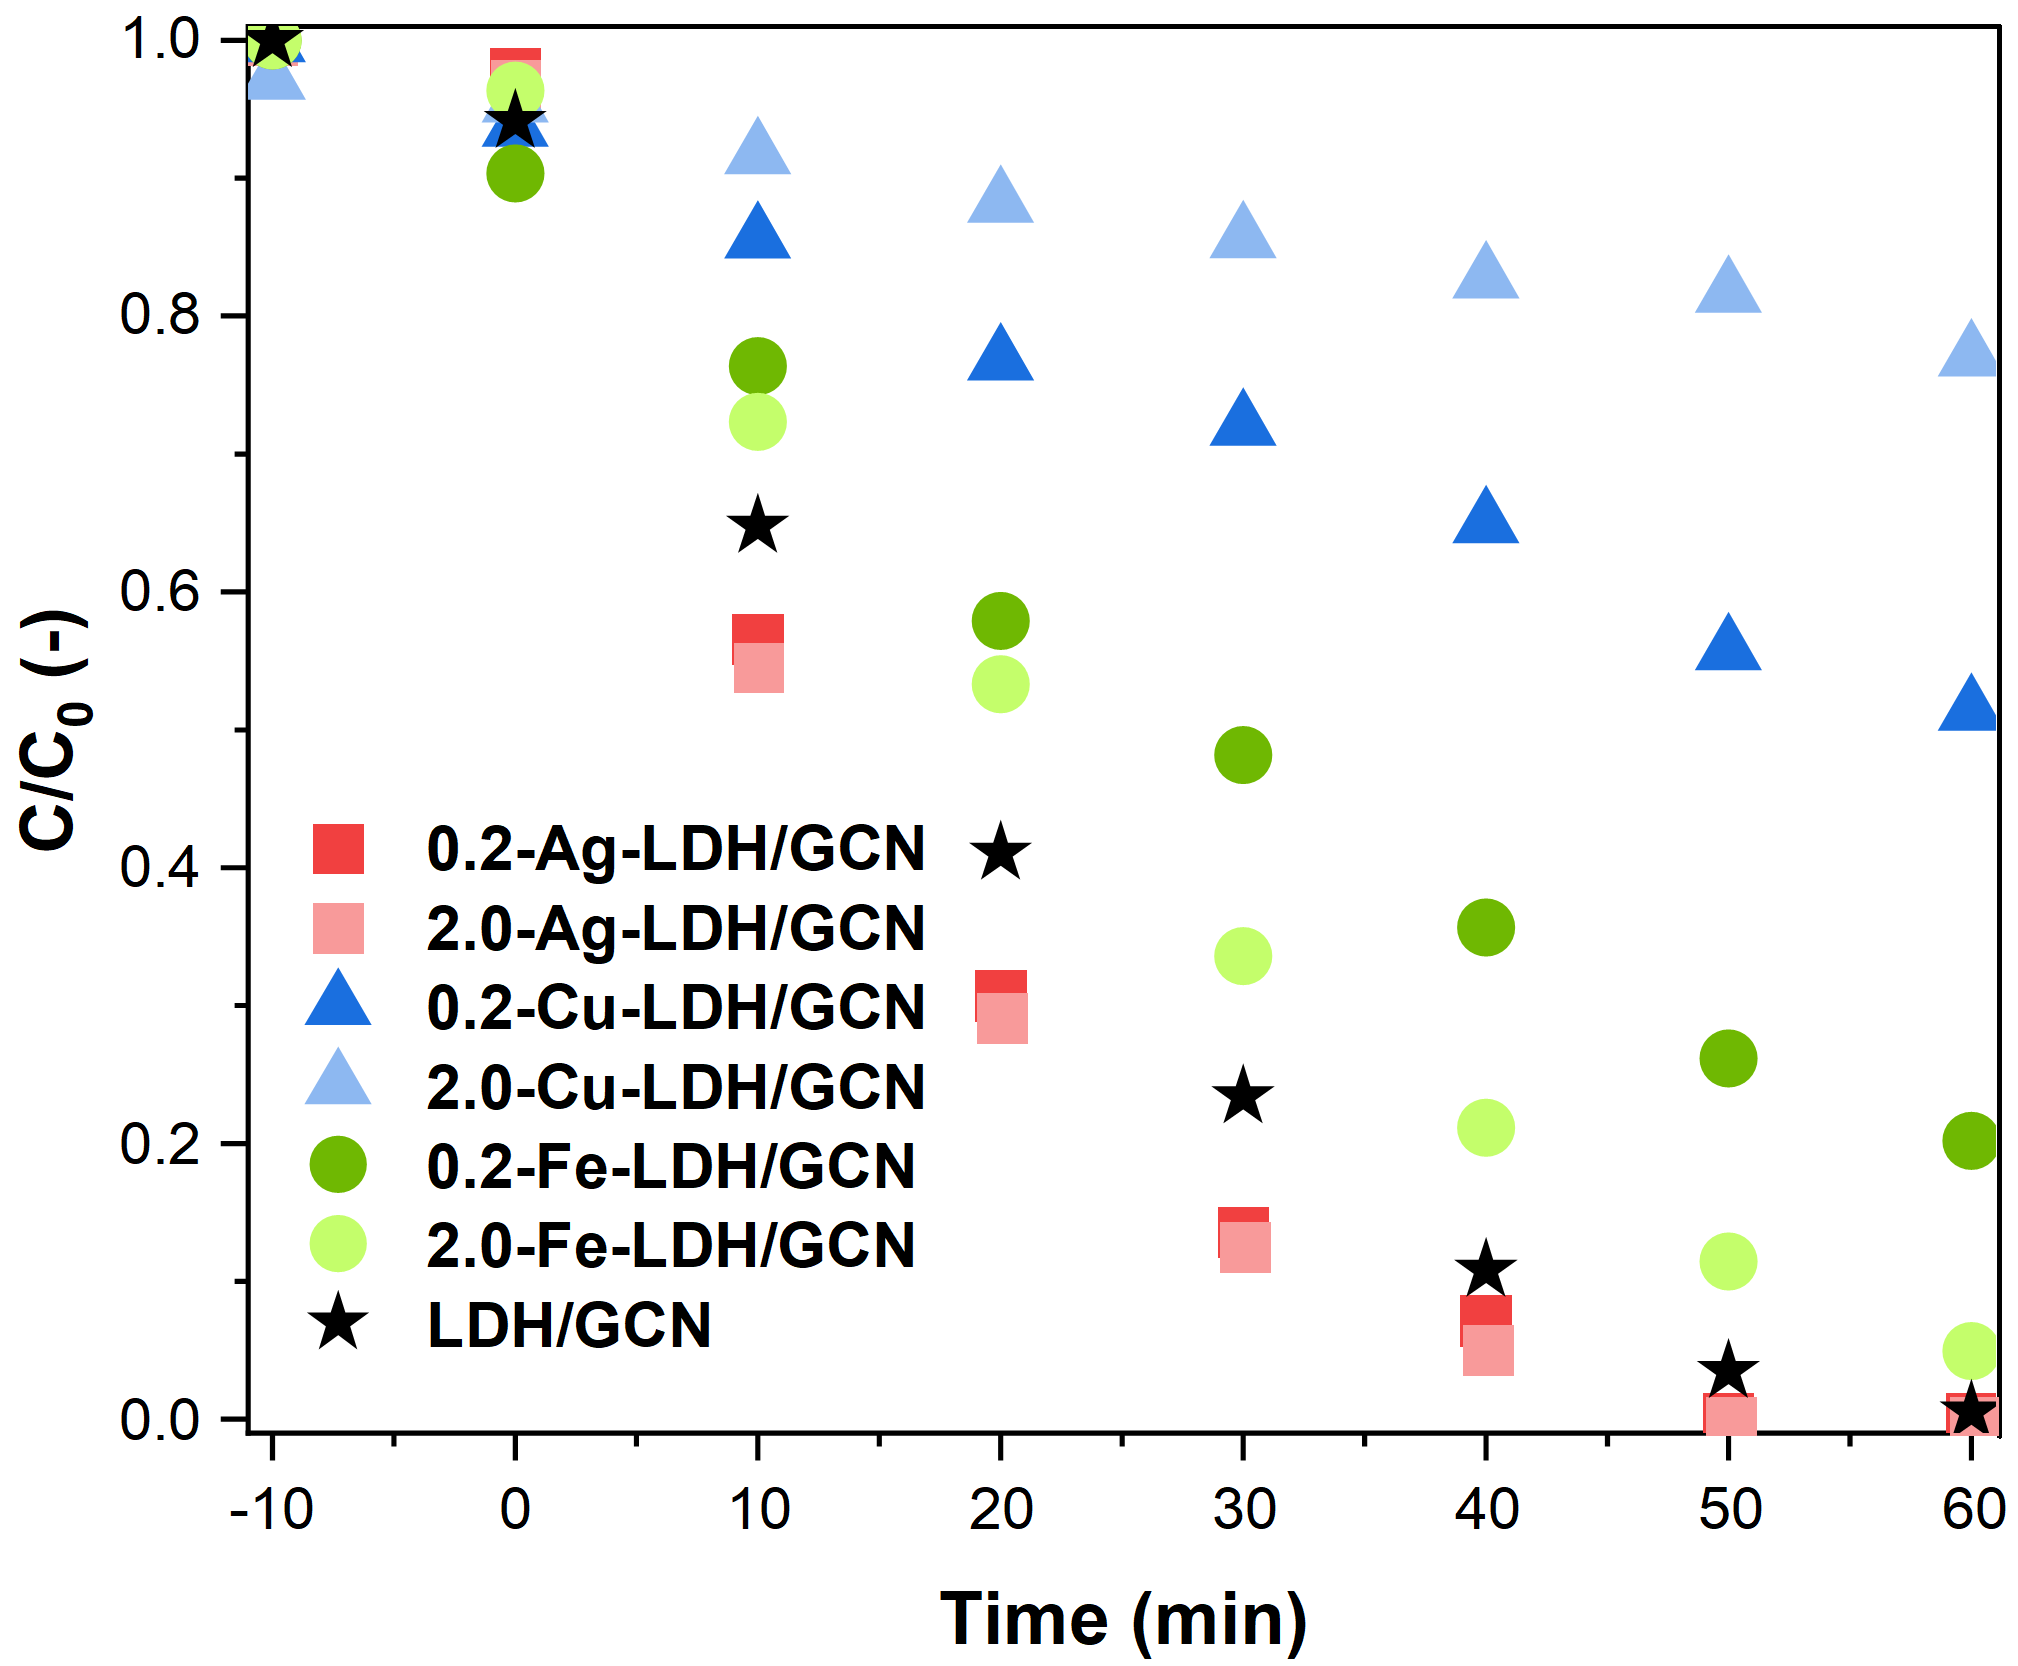 1.0
0.8
0.6
0.4
0.2
0.0
C/C₀ (-)
0.2-Ag-LDH/GCN
2.0-Ag-LDH/GCN
0.2-Cu-LDH/GCN
2.0-Cu-LDH/GCN
0.2-Fe-LDH/GCN
2.0-Fe-LDH/GCN
LDH/GCN
-10 0 10 20 30 40 50 60
Time (min)